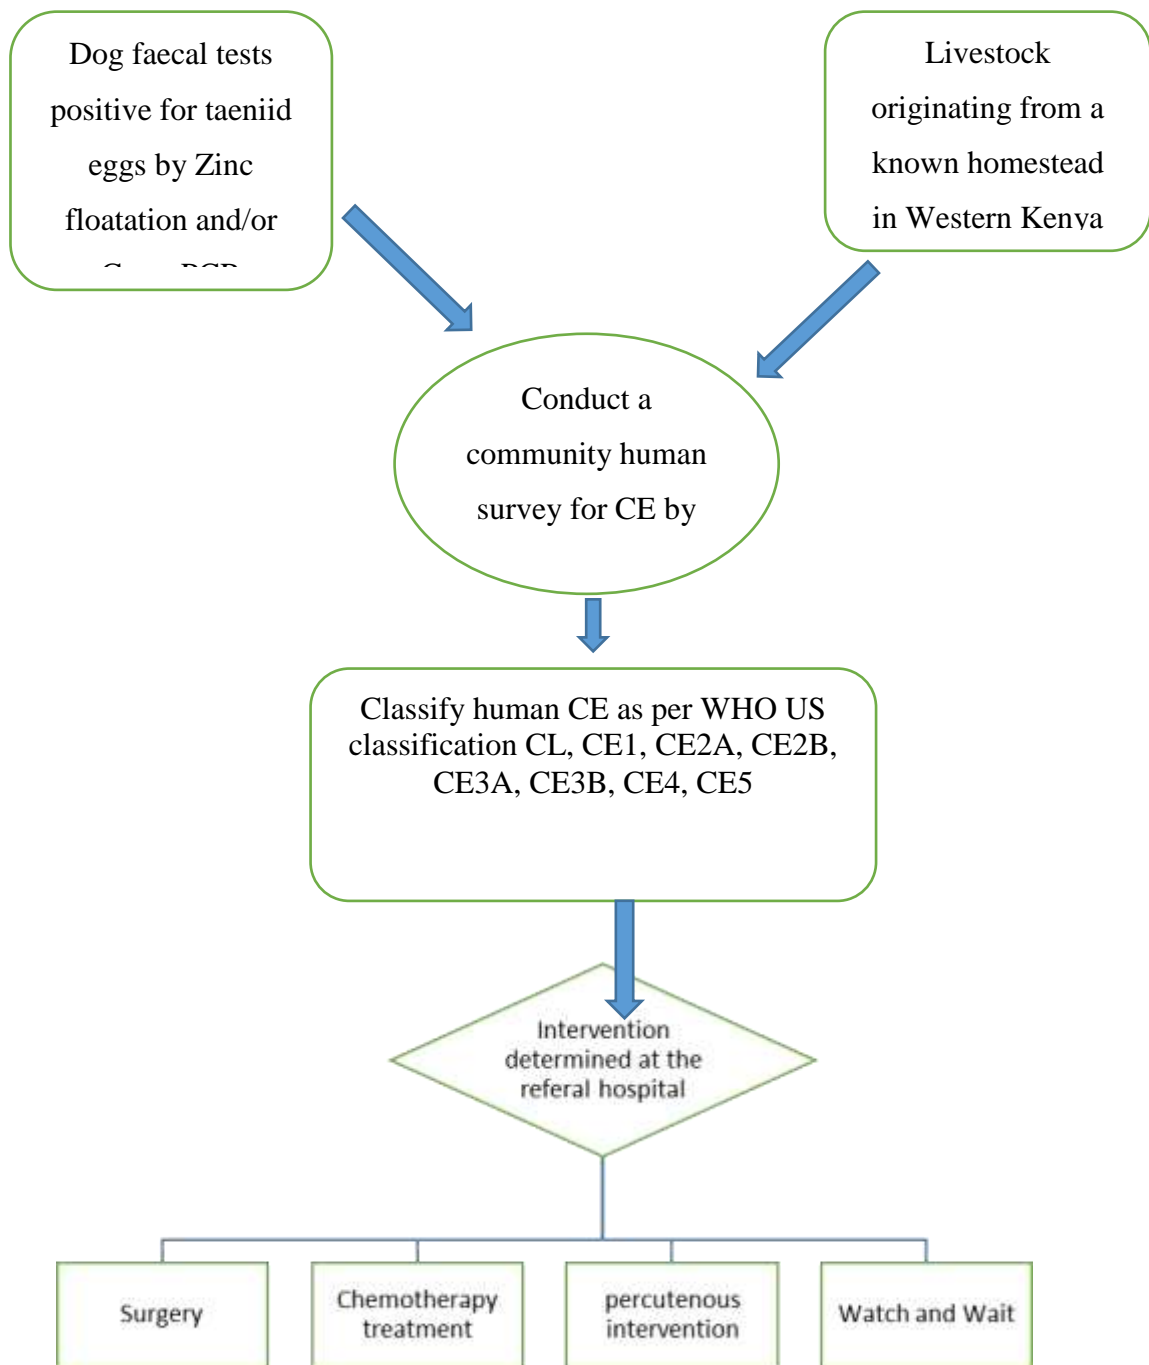 Dog faecal tests
positive for taeniid
eggs by Zinc
floatation and/or
Livestock
originating from a
known homestead
in Western Kenya
Conduct a
community human
survey for CE by
Classify human CE as per WHO US
classification CL, CE1, CE2A, CE2B,
CE3A, CE3B, CE4, CE5
Intervention
determined at the
referal hospital
Surgery
Chemotherapy
treatment
percutenous
intervention
Watch and Wait